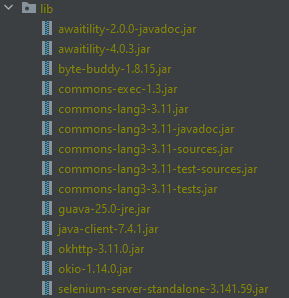 lib
awaitility-2.0.0-javadoc.jar
awaitility-4.0.3.jar
byte-buddy-1.8.15.jar
commons-exec-1.3.jar
commons-lang3-3.11.jar
commons-lang3-3.11-javadoc.jar
commons-lang3-3.11-sources.jar
commons-lang3-3.11-test-sources.jar
commons-lang3-3.11-tests.jar
guava-25.0-jre.jar
java-client-7.4.1.jar
okhttp-3.11.0.jar
okio-1.14.0.jar
selenium-server-standalone-3.141.59.jar